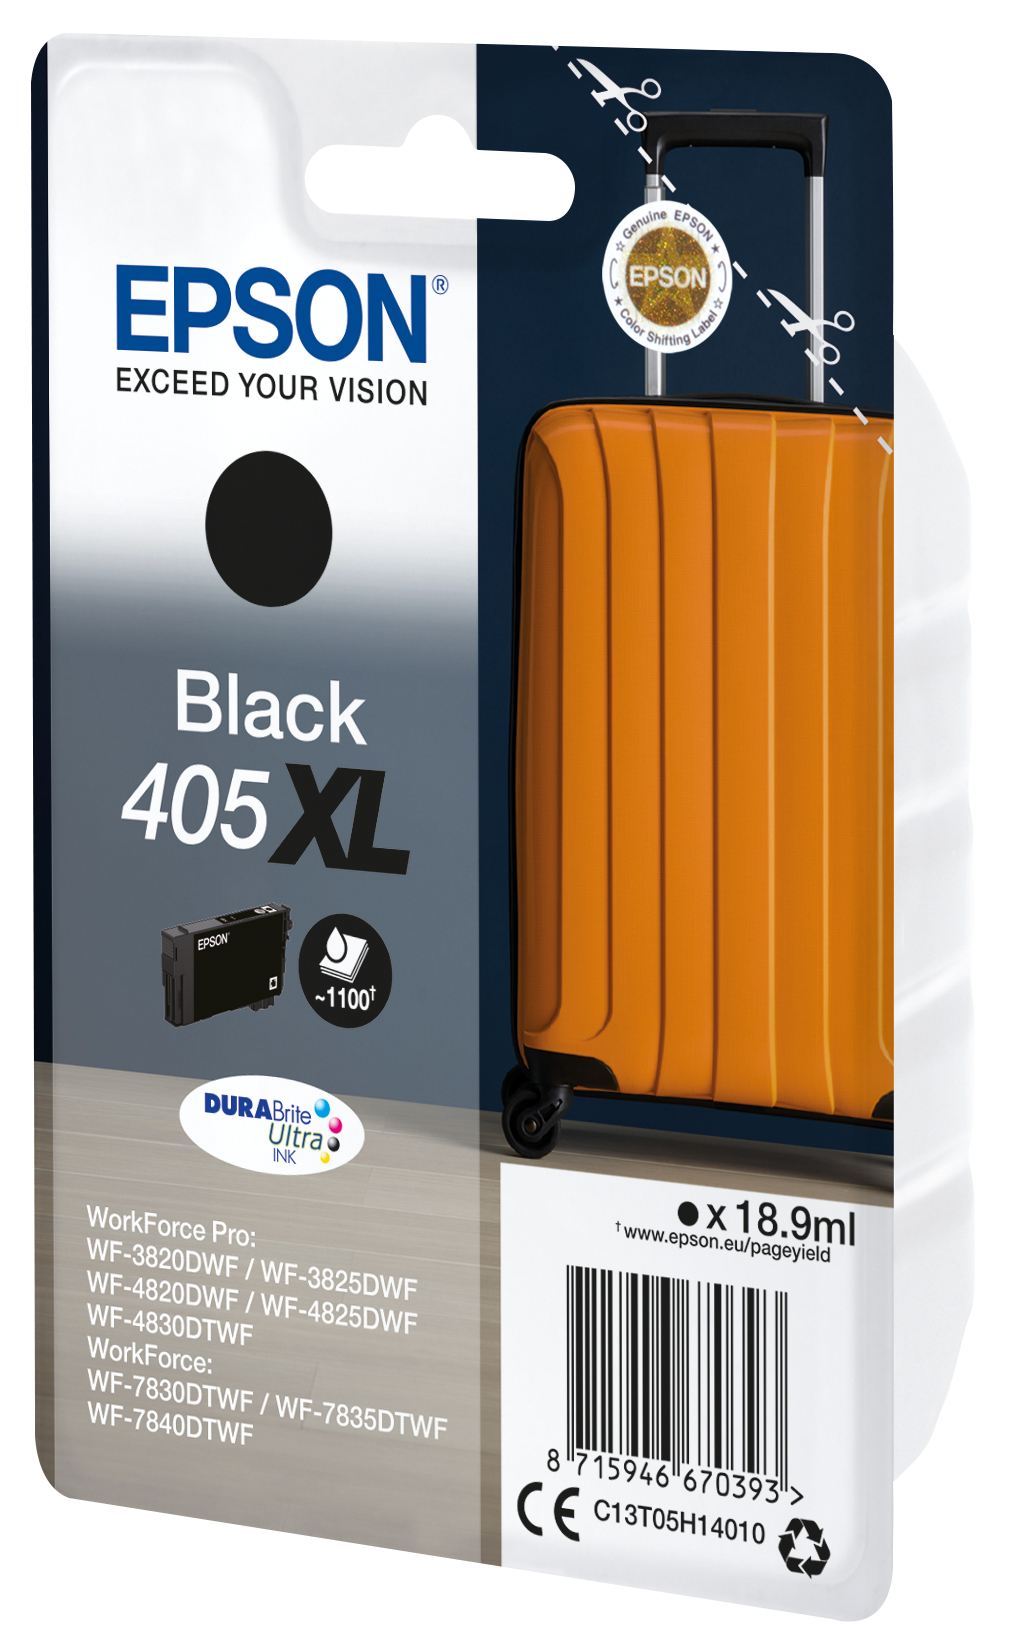 EPSON®
EXCEED YOUR VISION
Genuine EPSON
EPSON
Color Shifting Label
Black
405XL
EPSON
~1100†
DURABrite
Ultra
INK
WorkForce Pro:
WF-3820DWF / WF-3825DWF
WF-4820DWF / WF-4825DWF
WF-4830DTWF
WorkForce:
WF-7830DTWF / WF-7835DTWF
WF-7840DTWF
x 18.9ml
†www.epson.eu/pageyield
8 715946 670393 >
CE C13T05H14010